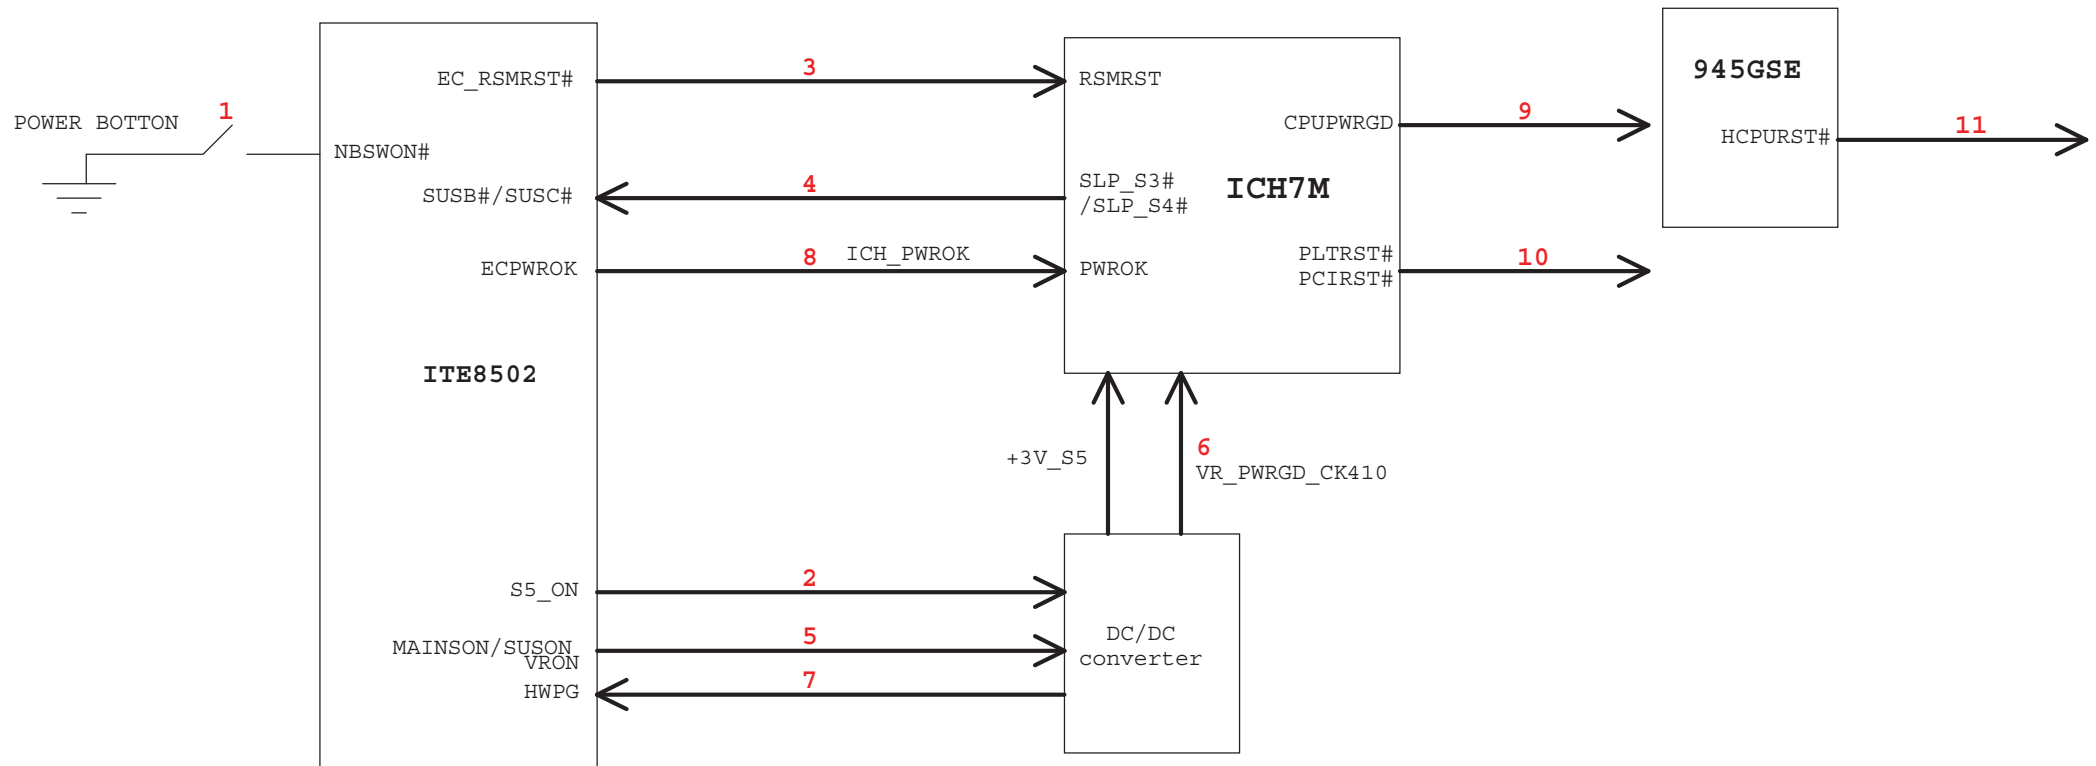 945GSE
3
EC_RSMRST#
RSMRST
1
POWER BOTTON
CPUPWRGD
9
11
HCPURST#
NBSWON#
4
SUSB#/SUSC#
SLP_S3#
/SLP_S4#
ICH7M
8
ICH_PWROK
ECPWROK
PWROK
PLTRST#
PCIRST#
10
ITE8502
+3V_S5
6
VR_PWRGD_CK410
2
S5_ON
5
MAINSON/SUSON
VRON
DC/DC
converter
7
HWPG